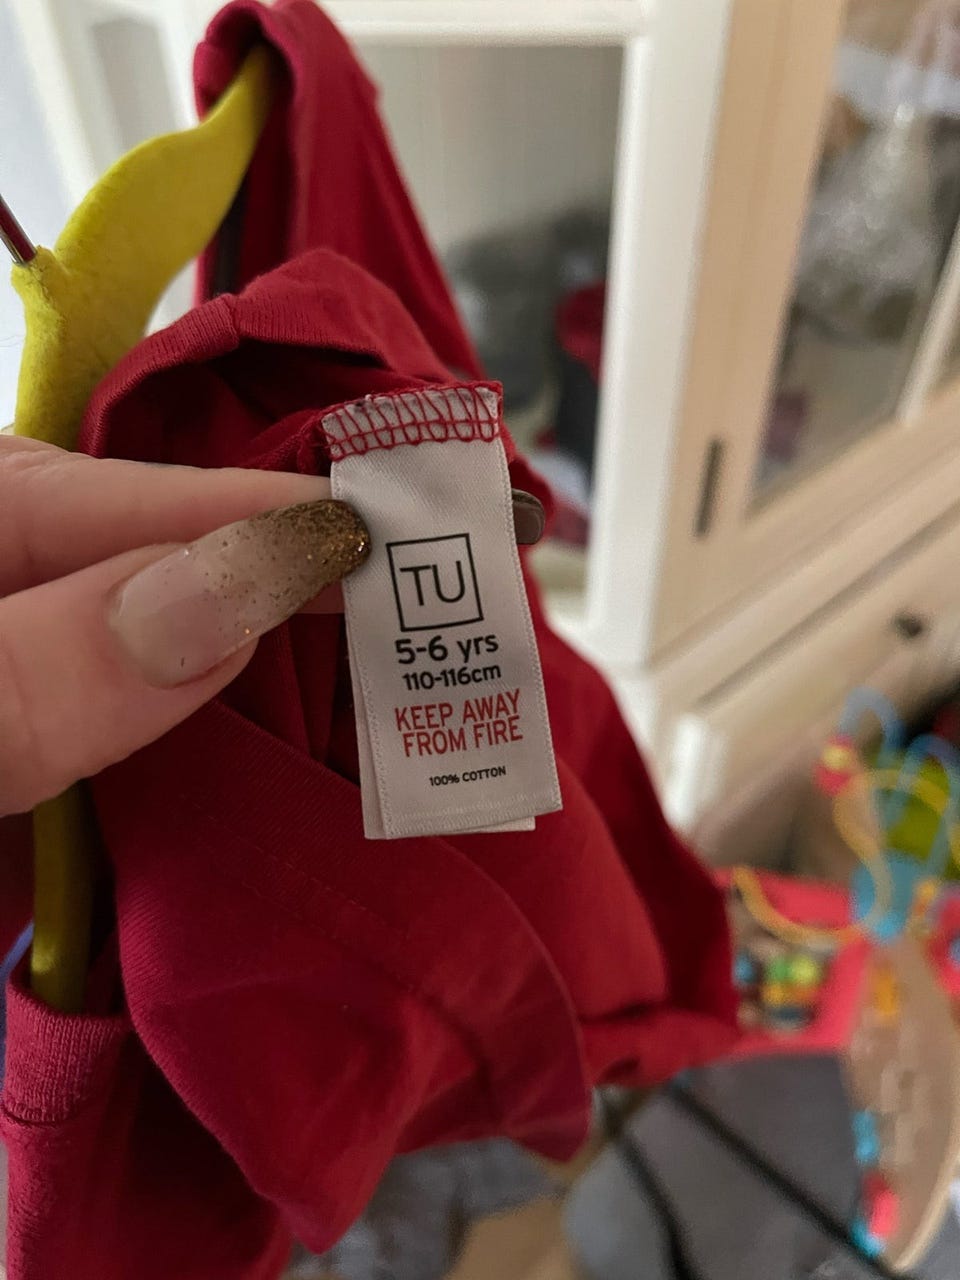 TU
5-6 yrs
110-116cm
KEEP AWAY
FROM FIRE
100% COTTON